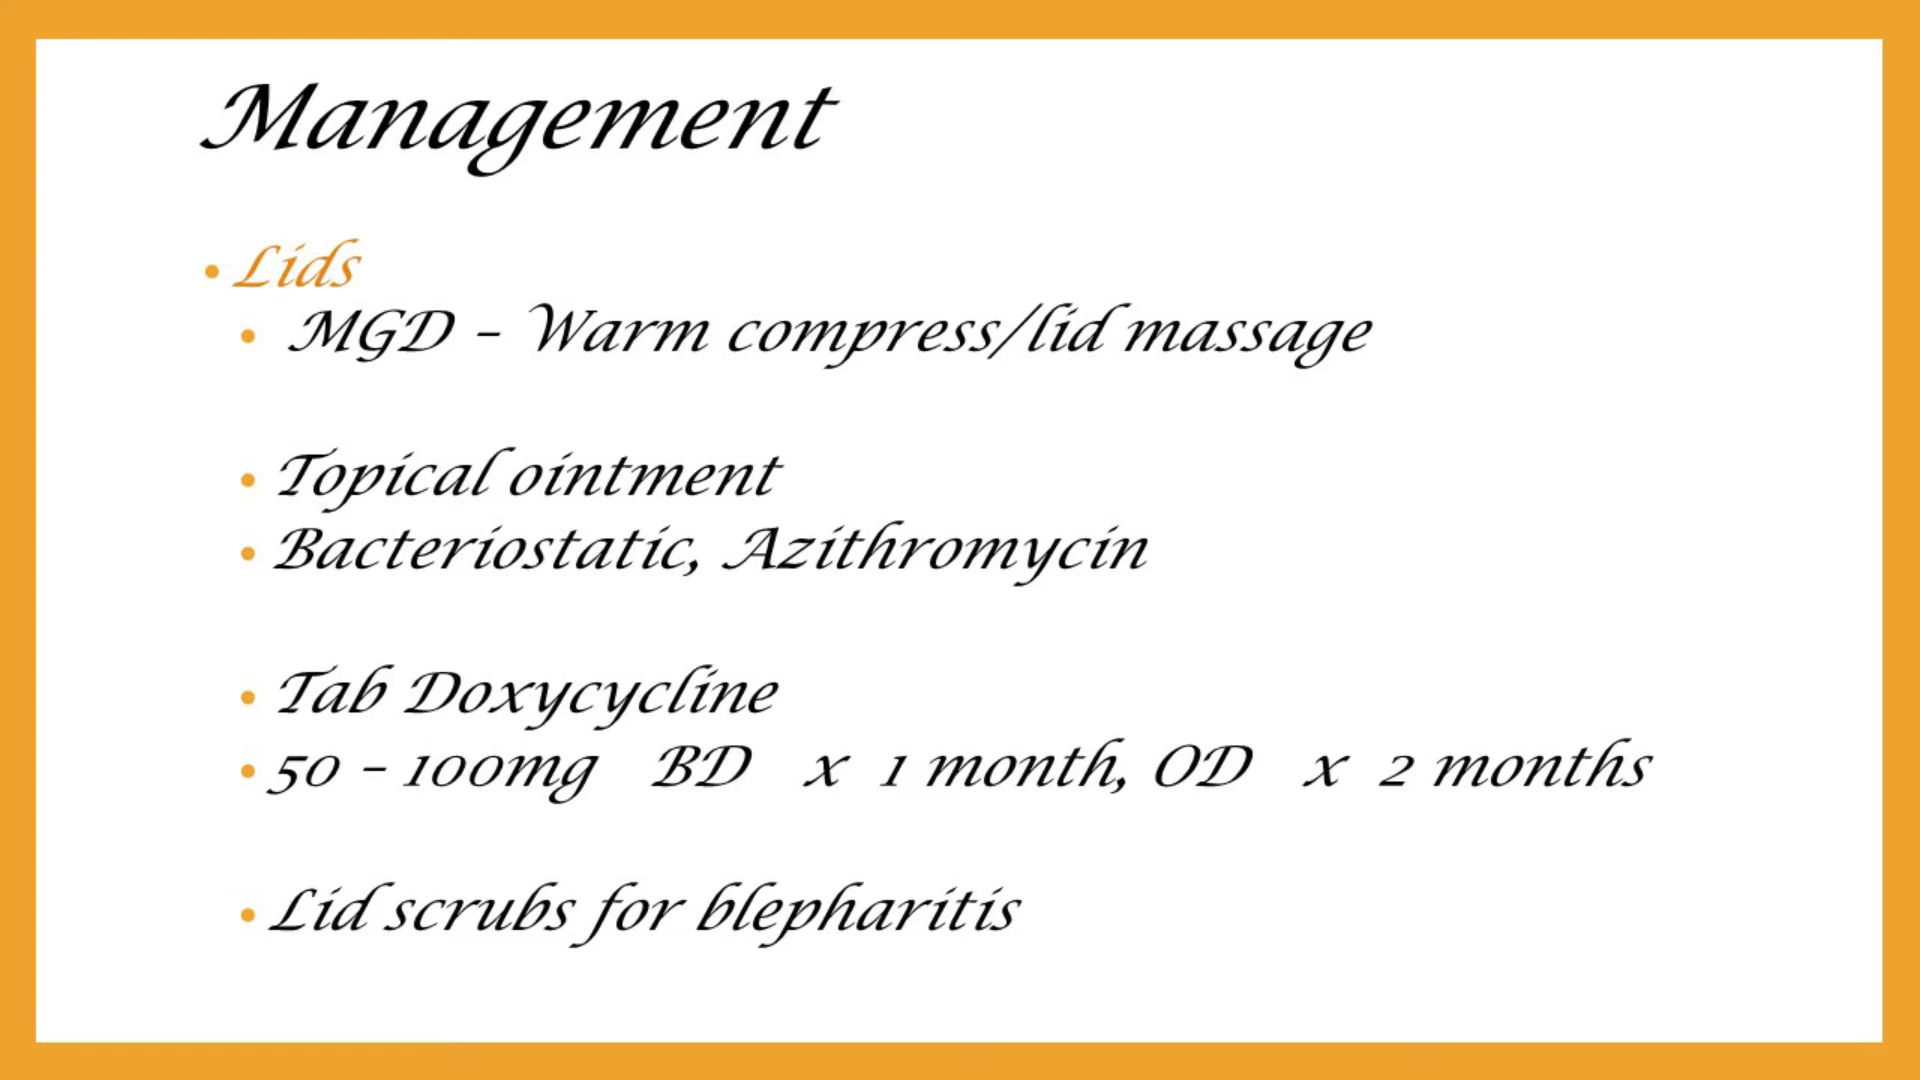 Management
• Lids
• MGD – Warm compress/lid massage
• Topical ointment
• Bacteriostatic, Azithromycin
• Tab Doxycycline
• 50 – 100mg BD x 1 month, OD x 2 months
• Lid scrubs for blepharitis